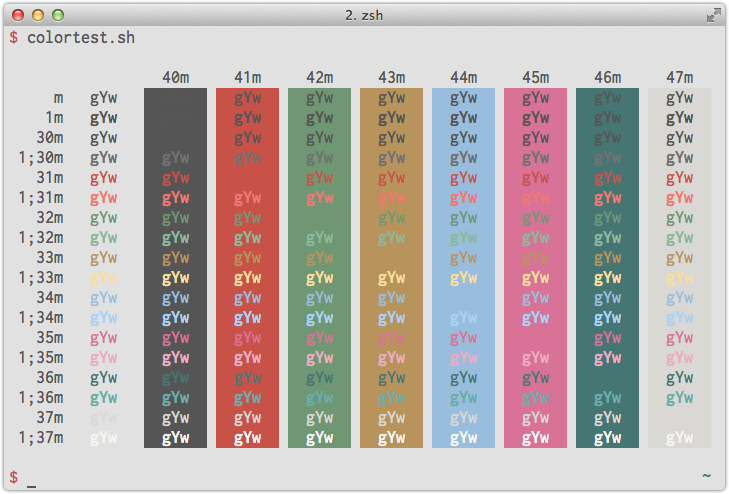 2. zsh
$ colortest.sh
40m 41m 42m 43m 44m 45m 46m 47m
m gYw gYw gYw gYw gYw gYw gYw gYw
1m gYw gYw gYw gYw gYw gYw gYw gYw
30m gYw gYw gYw gYw gYw gYw gYw gYw
1;30m gYw gYw gYw gYw gYw gYw gYw gYw gYw
31m gYw gYw gYw gYw gYw gYw gYw gYw
1;31m gYw gYw gYw gYw gYw gYw gYw gYw gYw
32m gYw gYw gYw gYw gYw gYw gYw gYw
1;32m gYw gYw gYw gYw gYw gYw gYw gYw gYw
33m gYw gYw gYw gYw gYw gYw gYw gYw
1;33m gYw gYw gYw gYw gYw gYw gYw gYw gYw
34m gYw gYw gYw gYw gYw gYw gYw gYw
1;34m gYw gYw gYw gYw gYw gYw gYw gYw gYw
35m gYw gYw gYw gYw gYw gYw gYw gYw
1;35m gYw gYw gYw gYw gYw gYw gYw gYw gYw
36m gYw gYw gYw gYw gYw gYw gYw gYw
1;36m gYw gYw gYw gYw gYw gYw gYw gYw gYw
37m gYw gYw gYw gYw gYw gYw gYw gYw
1;37m gYw gYw gYw gYw gYw gYw gYw gYw gYw
$ _ ~